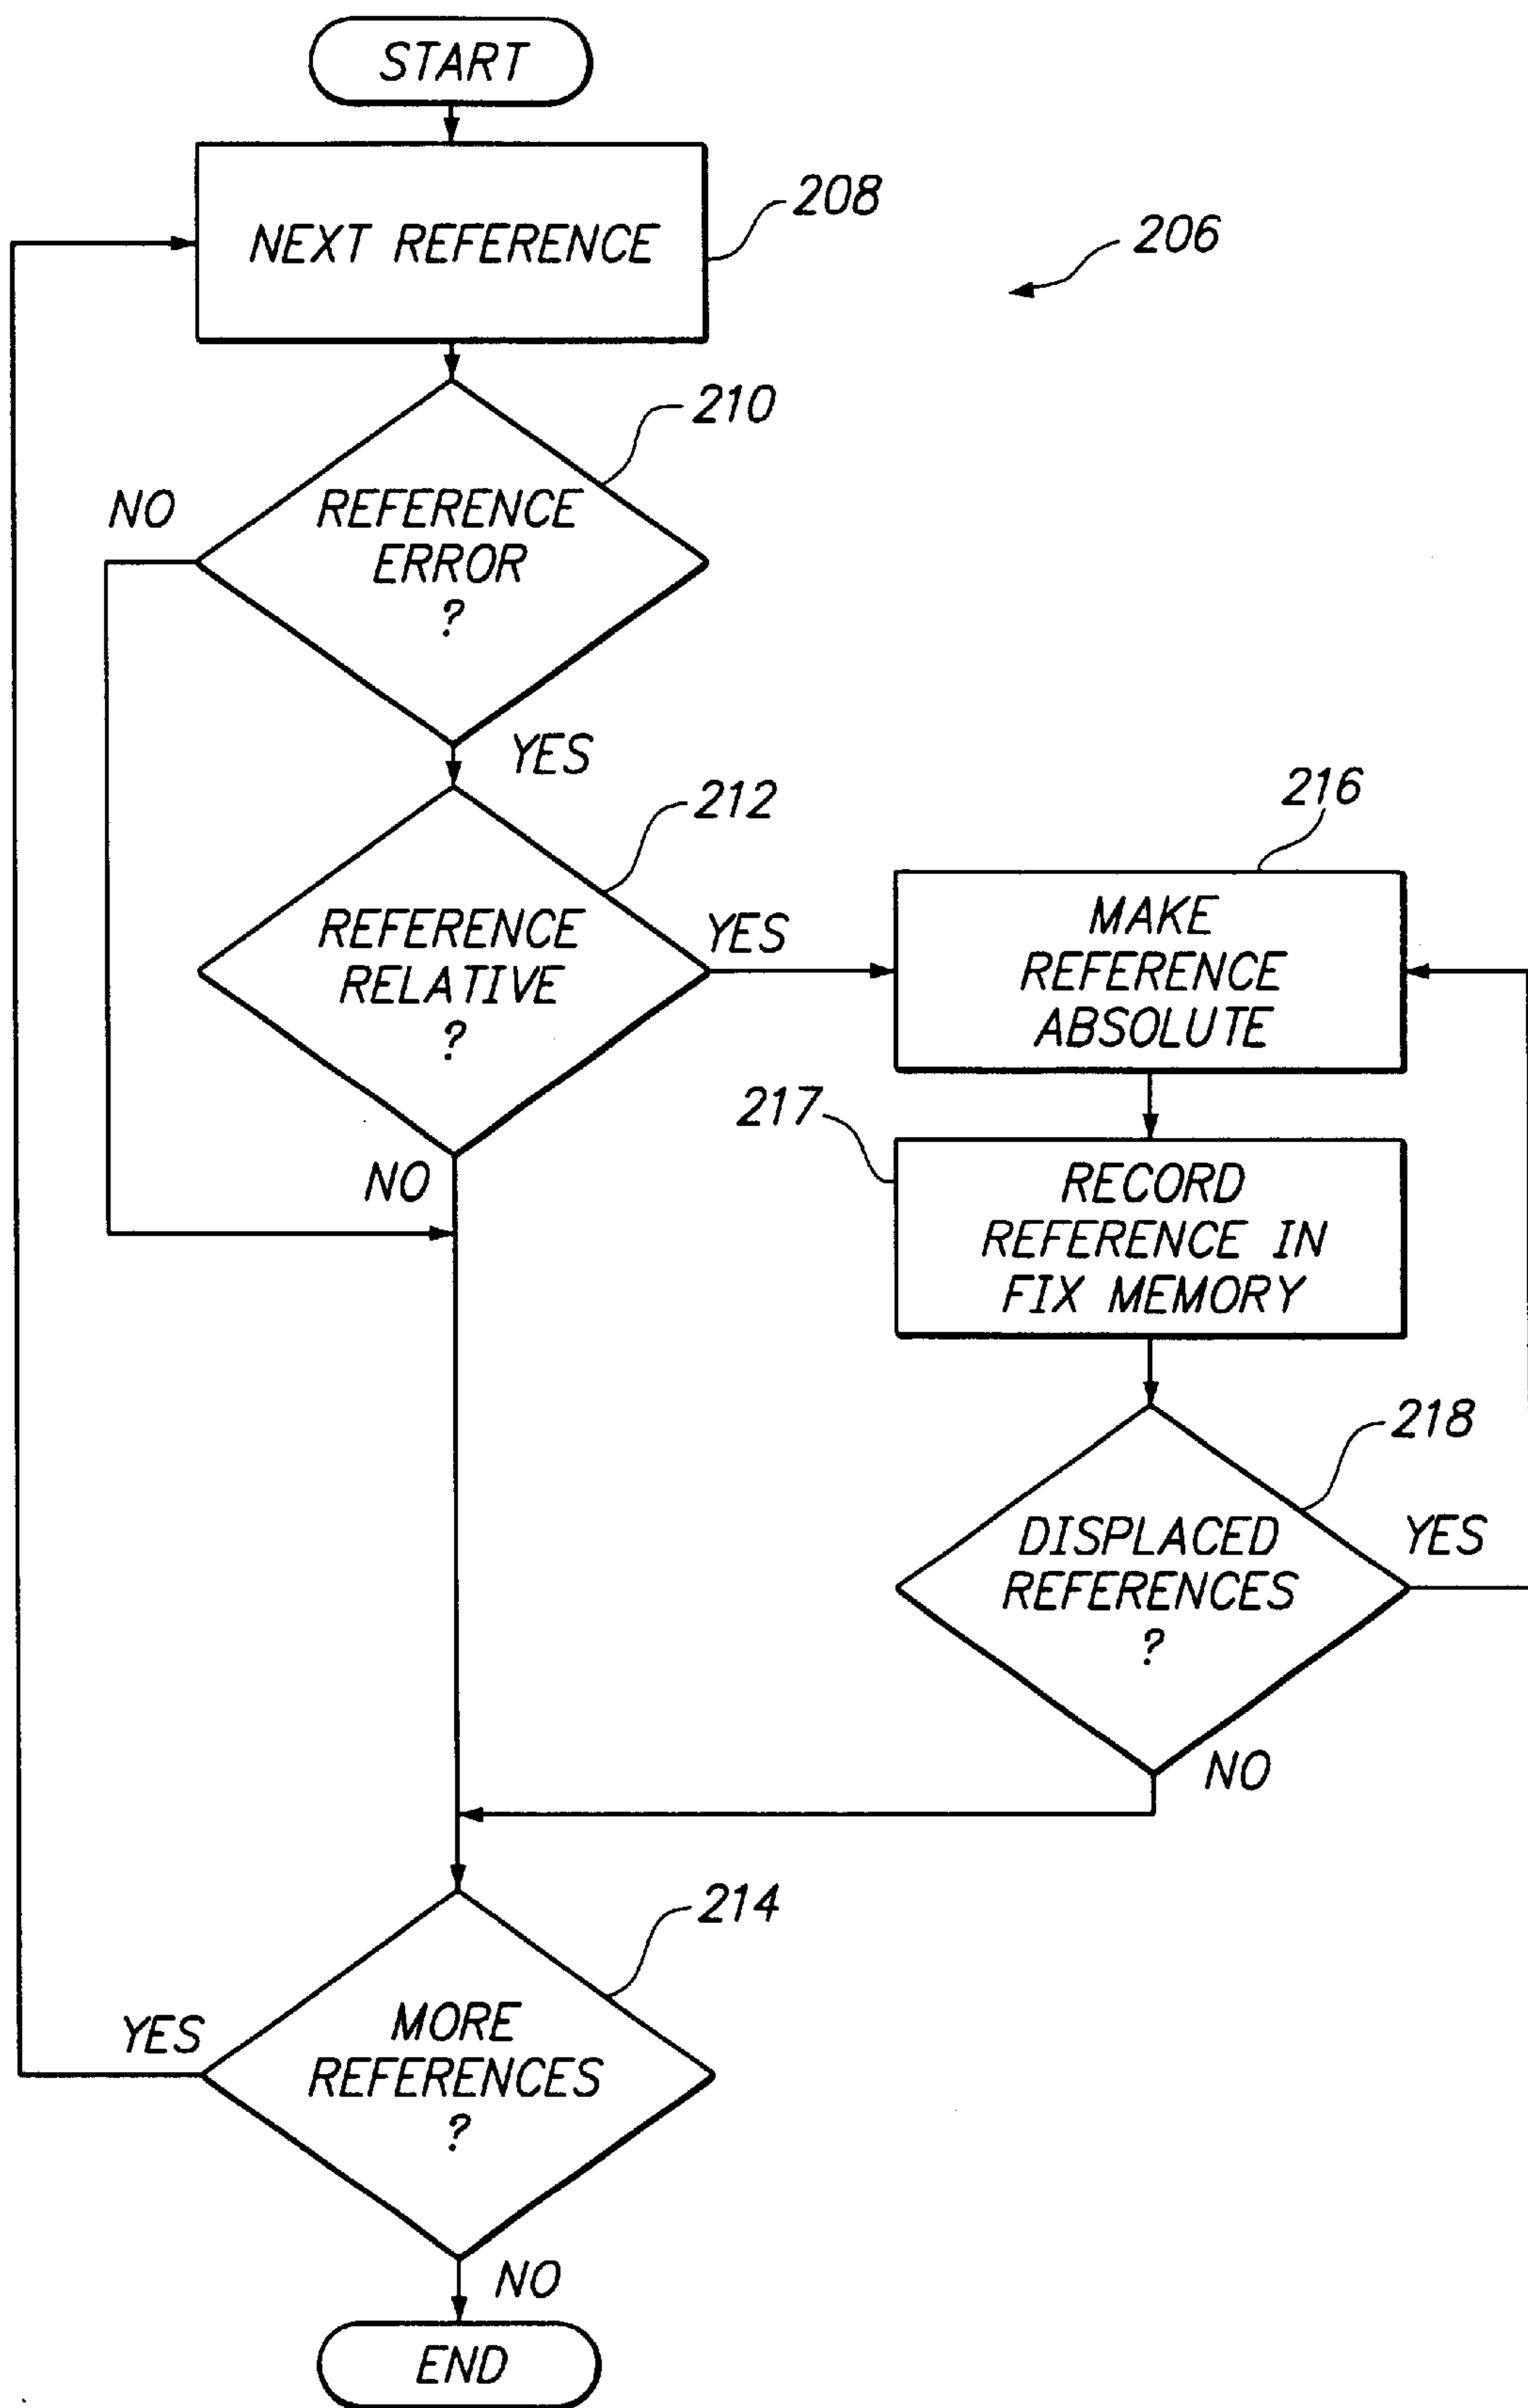 START
NEXT REFERENCE
208
206
210
NO
REFERENCE
ERROR
?
YES
212
REFERENCE
RELATIVE
?
YES
NO
216
MAKE
REFERENCE
ABSOLUTE
217
RECORD
REFERENCE IN
FIX MEMORY
218
DISPLACED
REFERENCES
?
YES
NO
214
MORE
REFERENCES
?
YES
NO
END